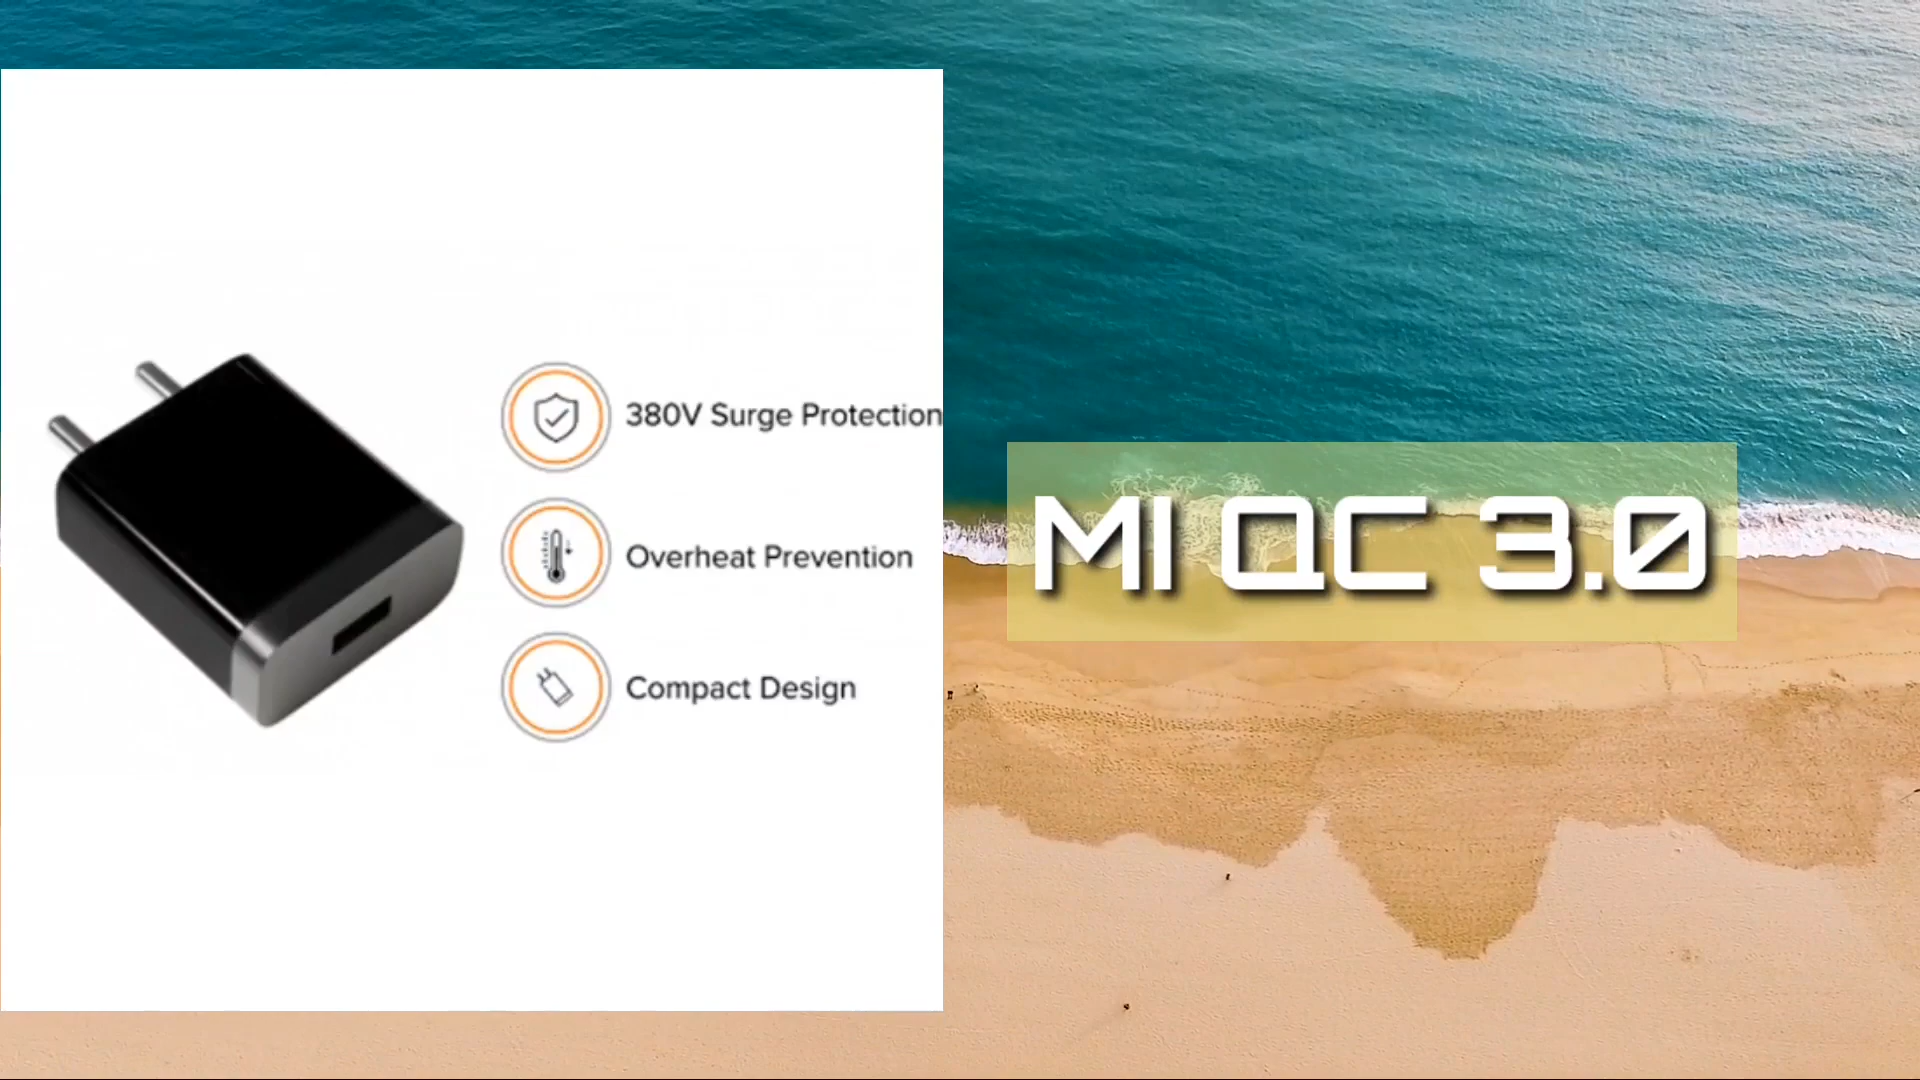 380V Surge Protection
Overheat Prevention
Compact Design
MI QC 3.0